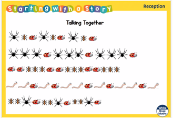 Starting with a Story
Reception
Talking Together